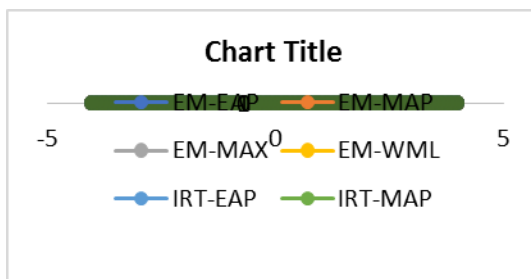 Chart Title
EM-EAP EM-MAP
-5 0 5
EM-MAX EM-WML
IRT-EAP IRT-MAP